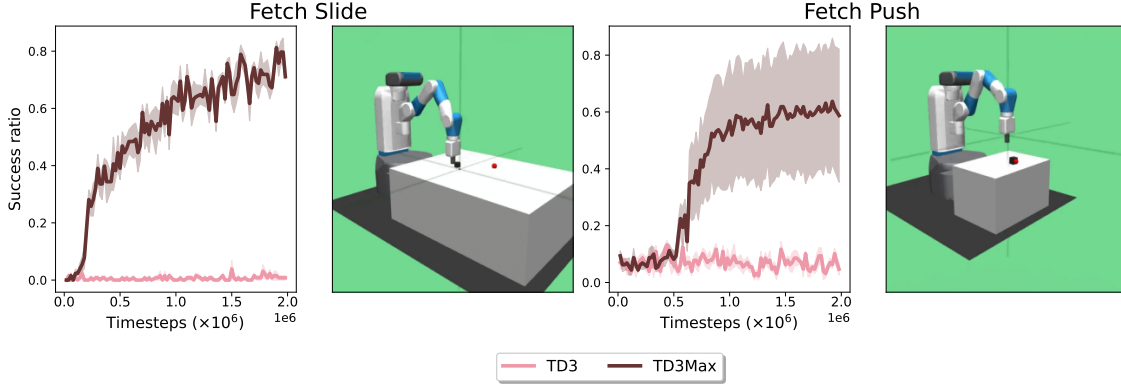 Fetch Slide
Success ratio
0.8
0.6
0.4
0.2
0.0
0.0 0.5 1.0 1.5 2.0
1e6
Timesteps (×10⁶)
Fetch Push
0.8
0.6
0.4
0.2
0.0
0.0 0.5 1.0 1.5 2.0
1e6
Timesteps (×10⁶)
TD3 TD3Max